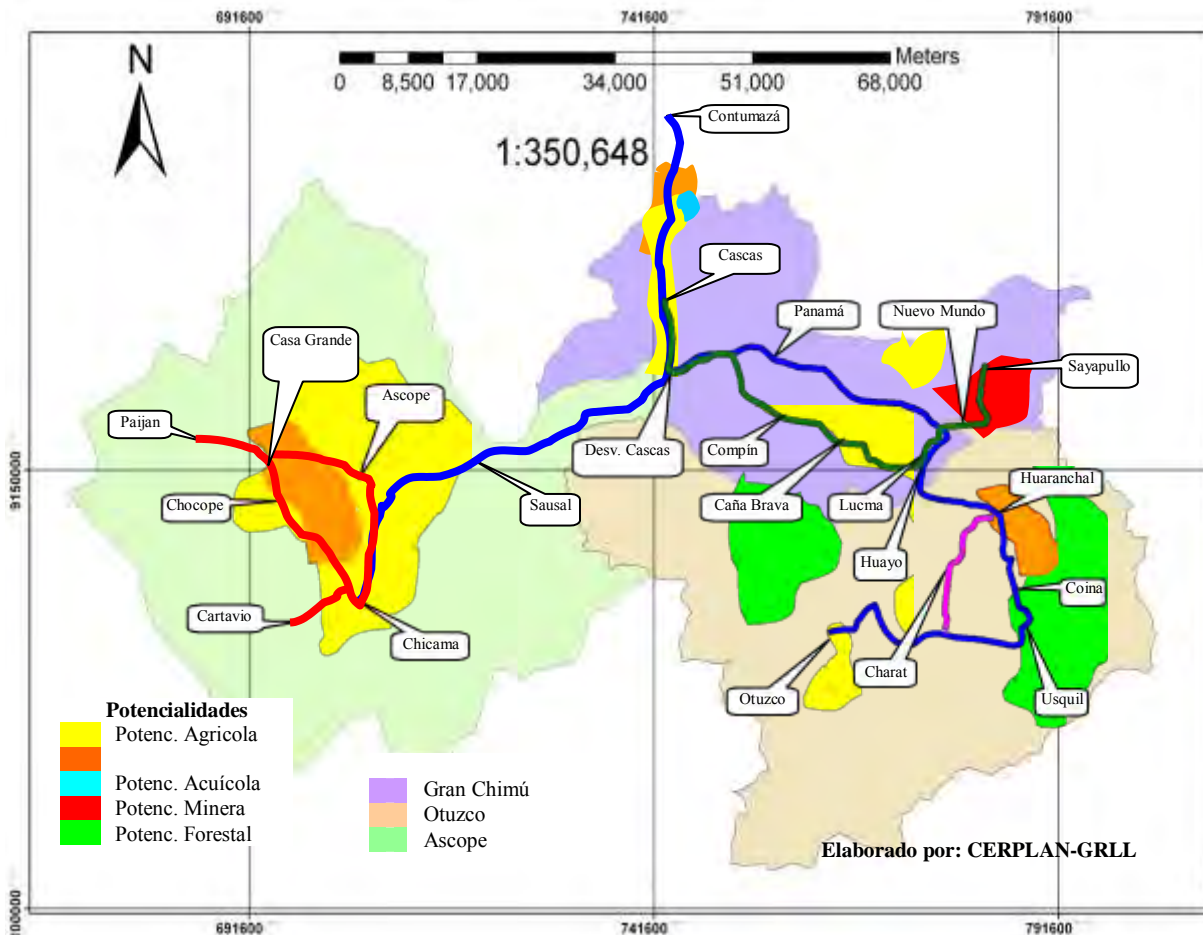 691600
741600
791600
N
Meters
0
8,500
17,000
34,000
51,000
68,000
1:350,648
Contumazá
Cascas
Panamá
Nuevo Mundo
Sayapullo
Casa Grande
Ascope
Paijan
Chocope
Desv. Cascas
Compín
Caña Brava
Lucma
Huaranchal
Sausal
Huayo
Coina
Cartavio
Chicama
Otuzco
Charat
Usquil
9150000
Potencialidades
Potenc. Agricola
Potenc. Acuícola
Potenc. Minera
Potenc. Forestal
Gran Chimú
Otuzco
Ascope
Elaborado por: CERPLAN-GRLL
100000
691600
741600
791600